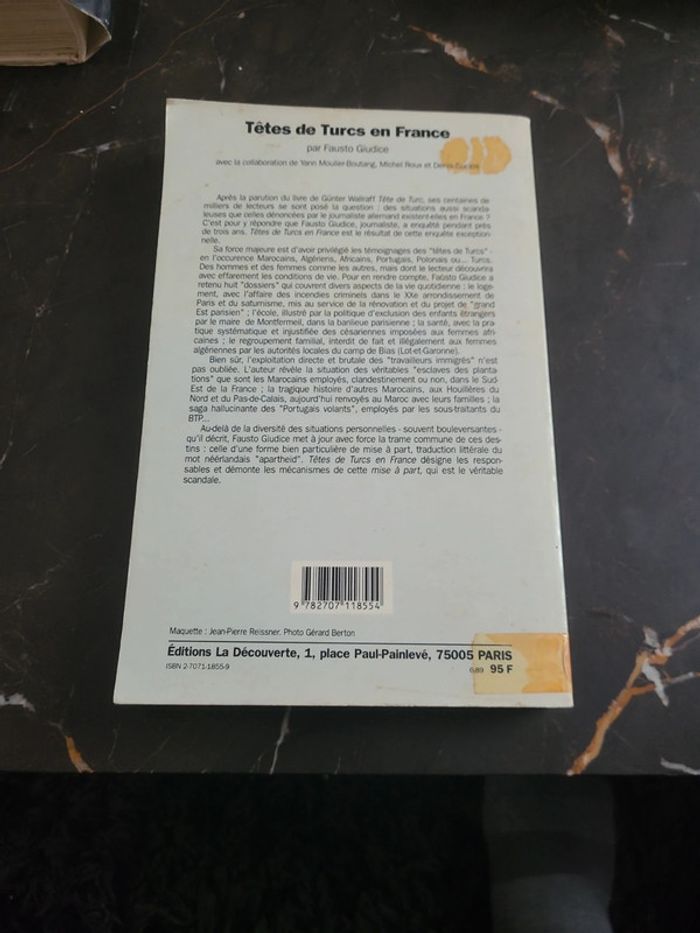 Têtes de Turcs en France
par Fausto Giudice
avec la collaboration de Yann Moulier-Boutang, Michel Roux et
Après la parution du livre de Günter Wallraff Tête de Turc, ses centaines de
milliers de lecteurs se sont posé la question : des situations aussi scanda-
leuses que celles dénoncées par le journaliste allemand existent-elles en France ?
C'est pour y répondre que Fausto Giudice, journaliste, a enquêté pendant près
de trois ans. Têtes de Turcs en France est le résultat de cette enquête exception-
nelle.
Sa force majeure est d'avoir privilégié les témoignages des "têtes de Turcs" -
en l'occurence Marocains, Algériens, Africains, Portugais, Polonais ou... Turcs.
Des hommes et des femmes comme les autres, mais dont le lecteur découvrira
avec effarement les conditions de vie. Pour en rendre compte, Fausto Giudice a
retenu huit "dossiers" qui couvrent divers aspects de la vie quotidienne : le loge-
ment, avec l'affaire des incendies criminels dans le XXe arrondissement de
Paris et du saturnisme, mis au service de la rénovation et du projet de "grand
Est parisien" ; l'école, illustré par la politique d'exclusion des enfants étrangers
par le maire de Montfermeil, dans la banlieue parisienne ; la santé, avec la pra-
tique systématique et injustifiée des césariennes imposées aux femmes afri-
caines ; le regroupement familial, interdit de fait et illégalement aux femmes
algériennes par les autorités locales du camp de Bias (Lot-et-Garonne).
Bien sûr, l'exploitation directe et brutale des "travailleurs immigrés" n'est
pas oubliée. L'auteur révèle la situation des véritables "esclaves des planta-
tions" que sont les Marocains employés, clandestinement ou non, dans le Sud-
Est de la France ; la tragique histoire d'autres Marocains, aux Houillères du
Nord et du Pas-de-Calais, aujourd'hui renvoyés au Maroc avec leurs familles ; la
saga hallucinante des "Portugais volants", employés par les sous-traitants du
BTP...
Au-delà de la diversité des situations personnelles - souvent bouleversantes -
qu'il décrit, Fausto Giudice met à jour avec force la trame commune de ces des-
tins : celle d'une forme bien particulière de mise à part, traduction littérale du
mot néérlandais "apartheid". Têtes de Turcs en France désigne les respon-
sables et démonte les mécanismes de cette mise à part, qui est le véritable
scandale.
9 782707 118554
Maquette : Jean-Pierre Reissner. Photo Gérard Berton
Éditions La Découverte, 1, place Paul-Painlevé, 75005 PARIS
ISBN 2-7071-1855-9 6.89 95 F